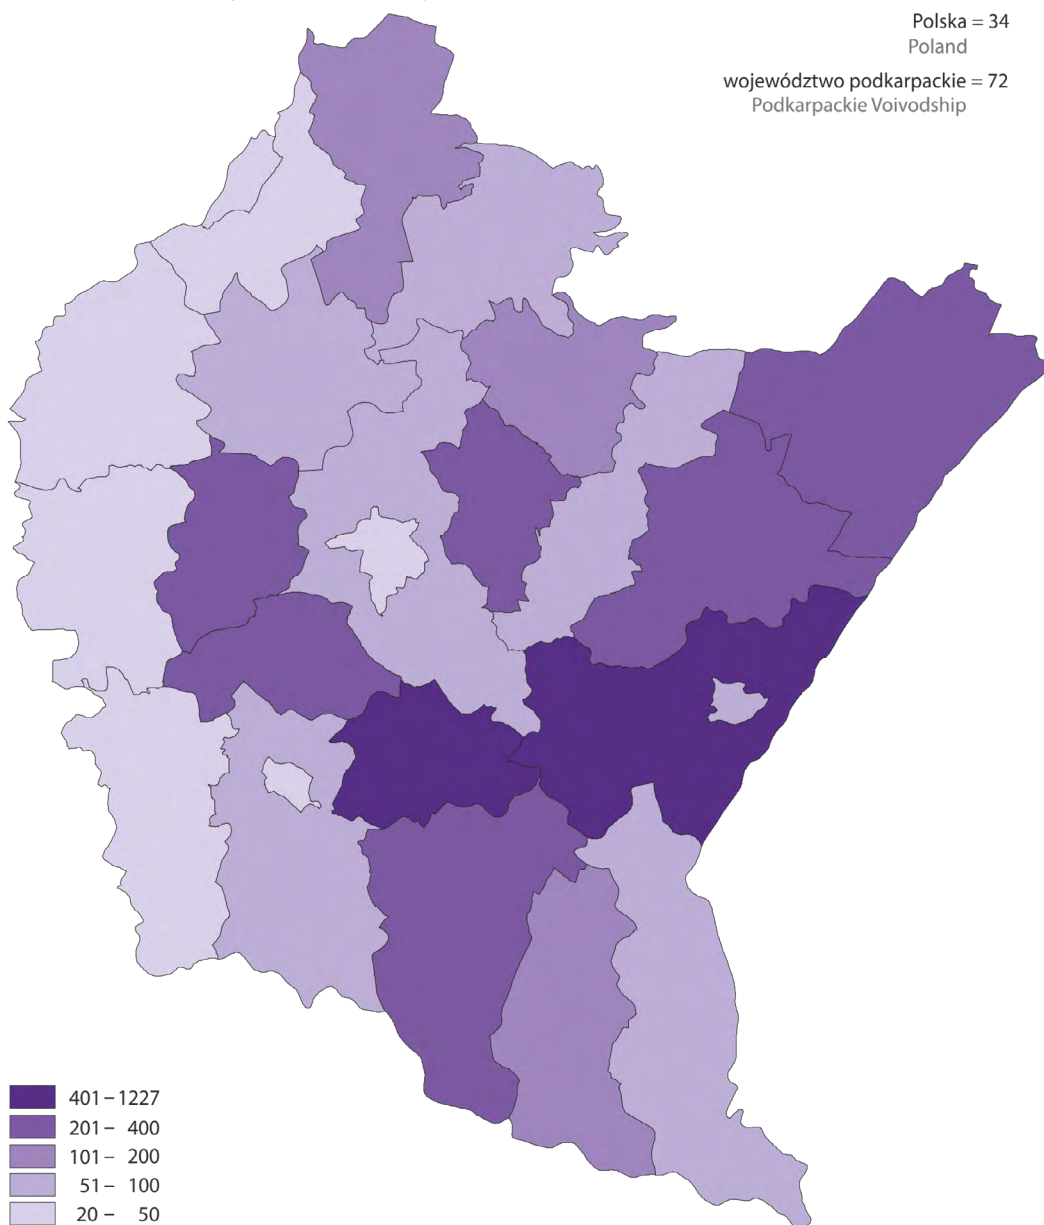 Polska = 34
Poland
województwo podkarpackie = 72
Podkarpackie Voivodship
401 – 1227
201 – 400
101 – 200
51 – 100
20 – 50